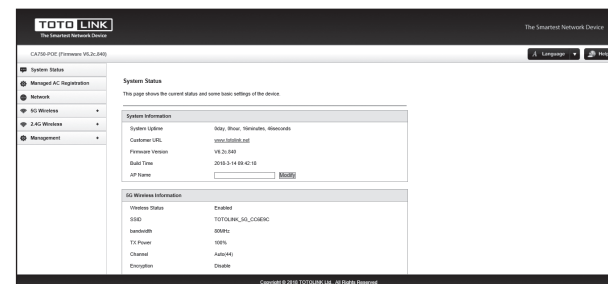 TOTO LINK
The Smartest Network Device
The Smartest Network Device
CA750-POE (Firmware V6.2c.840)
Language
Help
System Status
Managed AC Registration
Network
5G Wireless +
2.4G Wireless +
Management +
System Status
This page shows the current status and some basic settings of the device.
System Information
System Uptime 0day, 0hour, 16minutes, 46seconds
Customer URL www.totolink.net
Firmware Version V6.2c.840
Build Time 2018-3-14 09:42:18
AP Name Modify
5G Wireless Information
Wireless Status Enabled
SSID TOTOLINK_5G_CC6E9C
bandwidth 80MHz
TX Power 100%
Channel Auto(44)
Encryption Disable
Copyright © 2018 TOTOLINK Ltd., All Rights Reserved